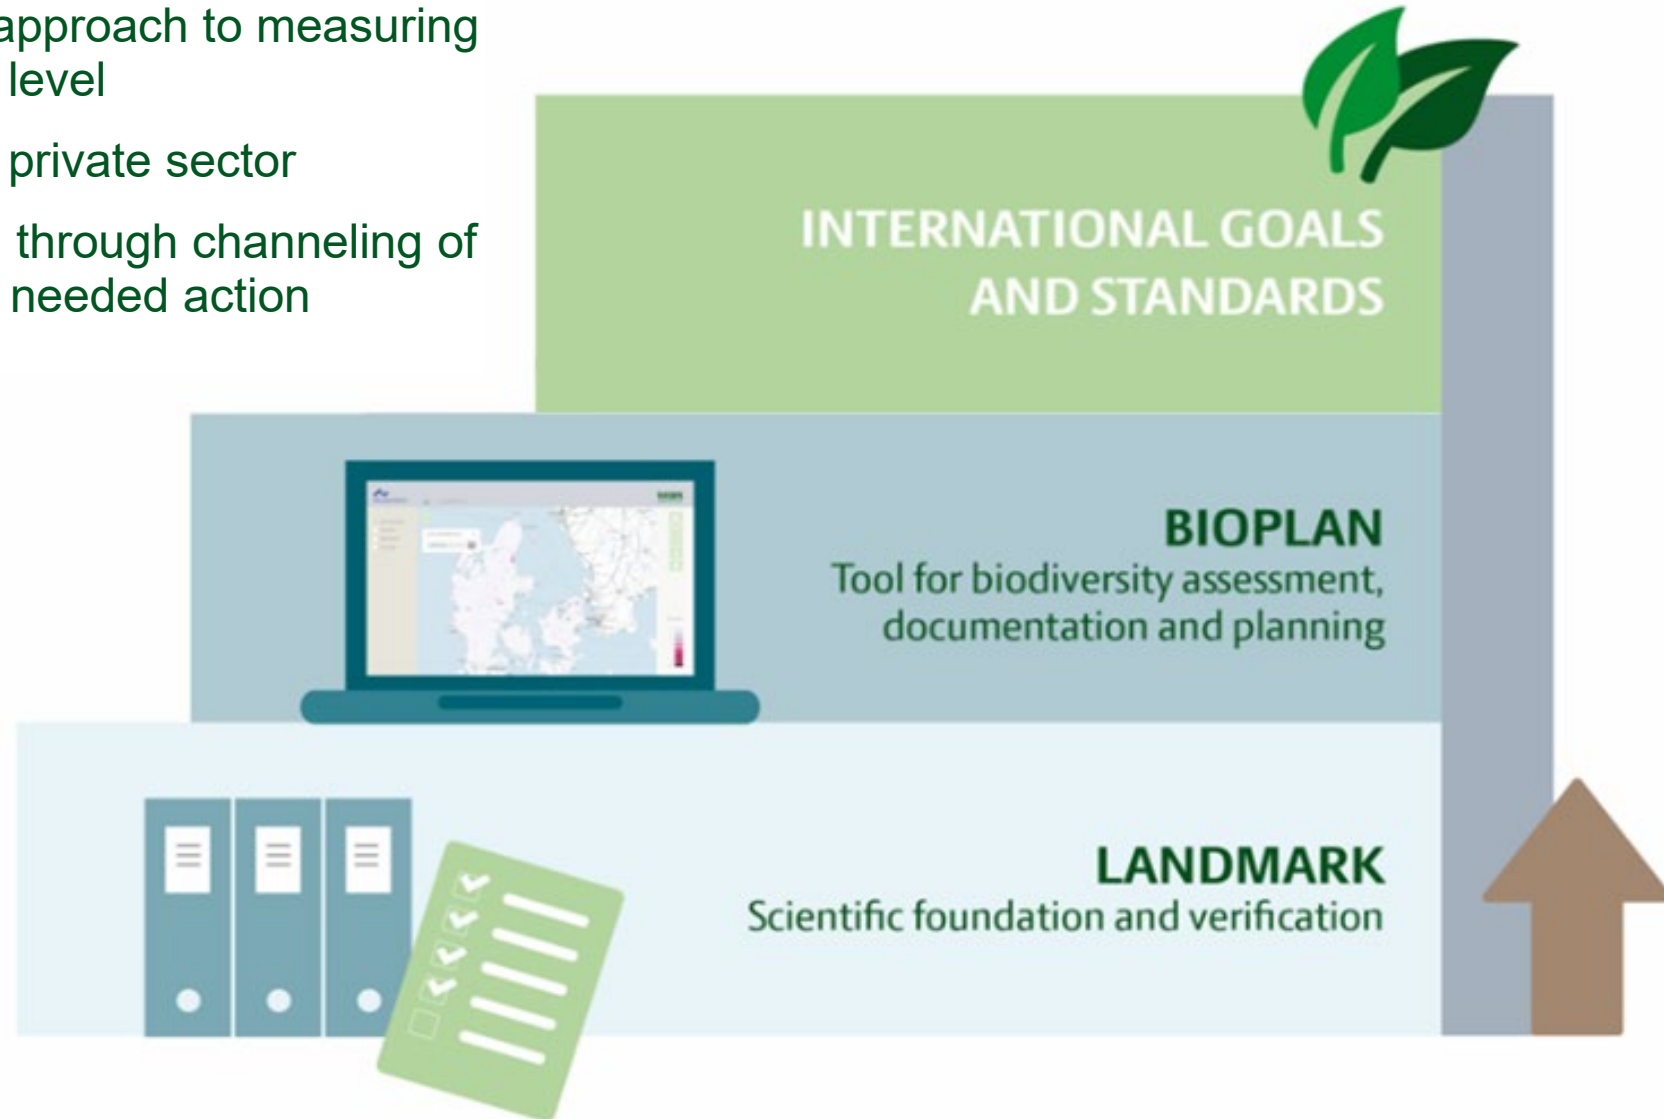 approach to measuring
level
private sector
through channeling of
needed action
INTERNATIONAL GOALS
AND STANDARDS
BIOPLAN
Tool for biodiversity assessment,
documentation and planning
LANDMARK
Scientific foundation and verification